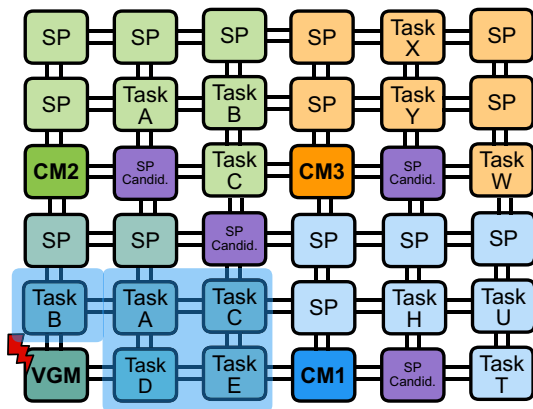 SP SP SP SP Task X SP
SP Task A Task B SP Task Y SP
CM2 SP Candid. Task C CM3 SP Candid. Task W
SP SP SP Candid. SP SP SP
Task B Task A Task C SP Task H Task U
VGM Task D Task E CM1 SP Candid. Task T